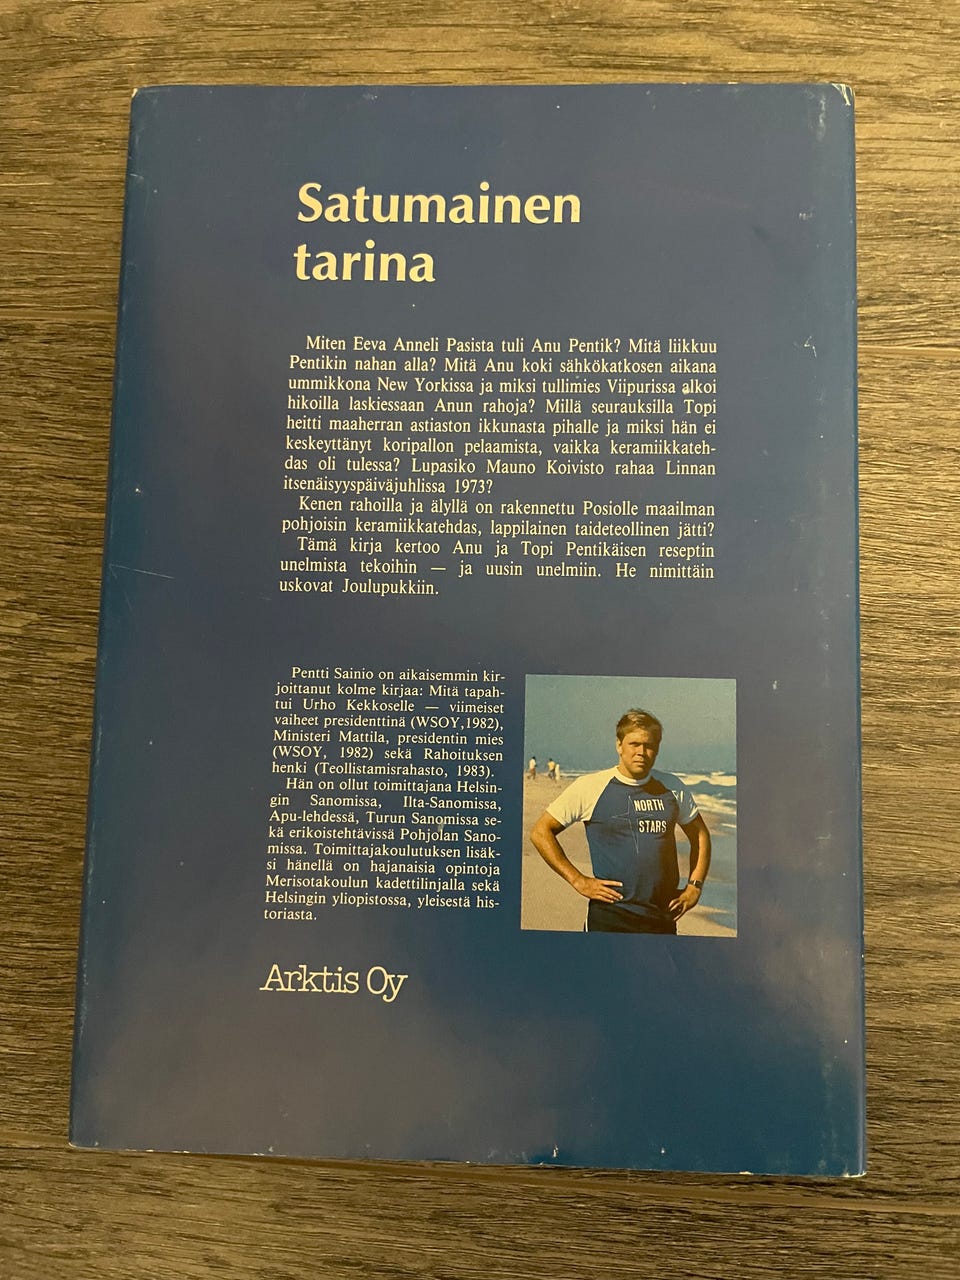 Satumainen
tarina
Miten Eeva Anneli Pasista tuli Anu Pentik? Mitä liikkuu
Pentikin nahan alla? Mitä Anu koki sähkökatkosen aikana
ummikkona New Yorkissa ja miksi tullimies Viipurissa alkoi
hikoilla laskiessaan Anun rahoja? Millä seurauksilla Topi
heitti maaherran astiaston ikkunasta pihalle ja miksi hän ei
keskeyttänyt koripallon pelaamista, vaikka keramiikkateh-
das oli tulessa? Lupasiko Mauno Koivisto rahaa Linnan
itsenäisyyspäiväjuhlissa 1973?
Kenen rahoilla ja älyllä on rakennettu Posiolle maailman
pohjoisin keramiikkatehdas, lappilainen taideteollinen jätti?
Tämä kirja kertoo Anu ja Topi Pentikäisen reseptin
unelmista tekoihin — ja uusin unelmiin. He nimittäin
uskovat Joulupukkiin.
Pentti Sainio on aikaisemmin kir-
joittanut kolme kirjaa: Mitä tapah-
tui Urho Kekkoselle — viimeiset
vaiheet presidenttinä (WSOY,1982),
Ministeri Mattila, presidentin mies
(WSOY, 1982) sekä Rahoituksen
henki (Teollistamisrahasto, 1983).
Hän on ollut toimittajana Helsin-
gin Sanomissa, Ilta-Sanomissa,
Apu-lehdessä, Turun Sanomissa se-
kä erikoistehtävissä Pohjolan Sano-
missa. Toimittajakoulutuksen lisäk-
si hänellä on hajanaisia opintoja
Merisotakoulun kadettilinjalla sekä
Helsingin yliopistossa, yleisestä his-
toriasta.
NORTH
STARS
Arktis Oy